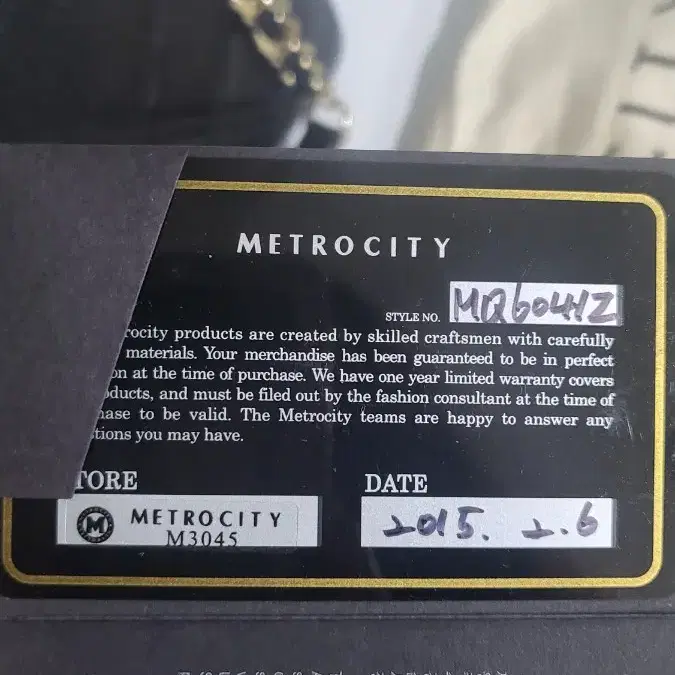 METROCITY
STYLE NO. MQ6041Z
rocity products are created by skilled craftsmen with carefully
materials. Your merchandise has been guaranteed to be in perfect
on at the time of purchase. We have one year limited warranty covers
ducts, and must be filed out by the fashion consultant at the time of
ase to be valid. The Metrocity teams are happy to answer any
tions you may have.
TORE DATE
METROCITY 2015. 2.6
M3045